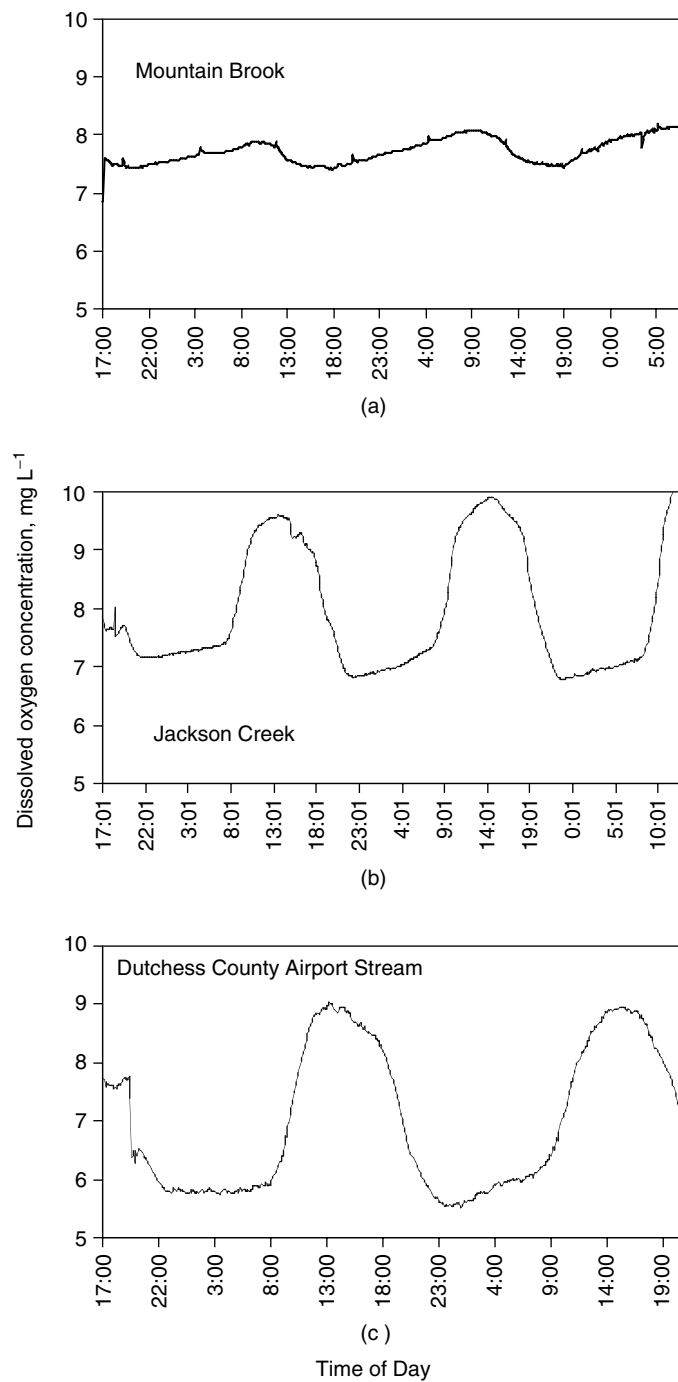 Dissolved oxygen concentration, mg L⁻¹
Mountain Brook
10
9
8
7
6
5
17:00 22:00 3:00 8:00 13:00 18:00 23:00 4:00 9:00 14:00 19:00 0:00 5:00
(a)
10
9
8
7
6
5
Jackson Creek
17:01 22:01 3:01 8:01 13:01 18:01 23:01 4:01 9:01 14:01 19:01 0:01 5:01 10:01
(b)
Dutchess County Airport Stream
10
9
8
7
6
5
17:00 22:00 3:00 8:00 13:00 18:00 23:00 4:00 9:00 14:00 19:00
(c )
Time of Day